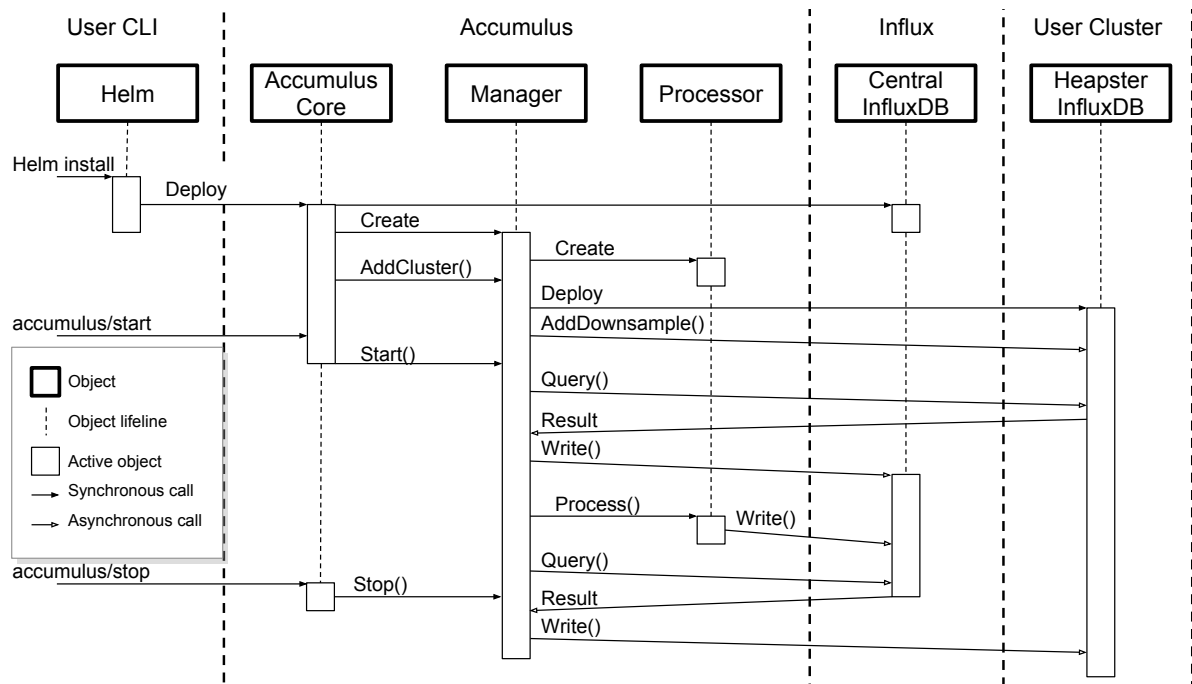 User CLI
Accumulus
Influx
User Cluster
Helm
Accumulus
Core
Manager
Processor
Central
InfluxDB
Heapster
InfluxDB
Helm install
Deploy
Create
Create
AddCluster()
Deploy
accumulus/start
AddDownsample()
Start()
Object
Query()
Object lifeline
Result
Write()
Active object
Synchronous call
Process()
Write()
Asynchronous call
Query()
accumulus/stop
Stop()
Result
Write()